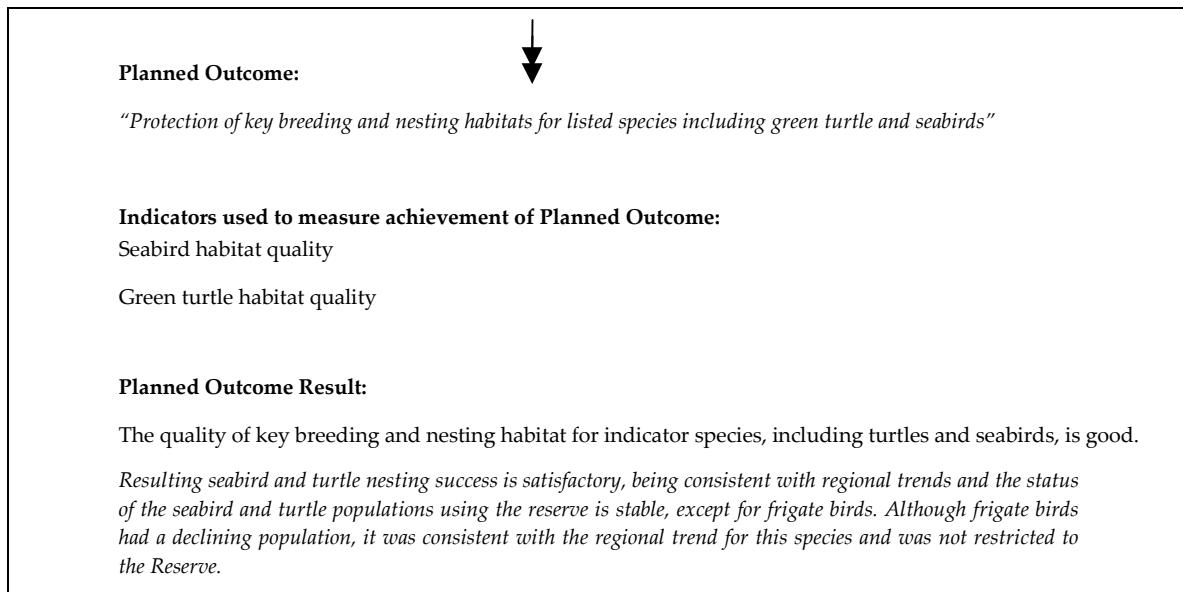 Planned Outcome:
“Protection of key breeding and nesting habitats for listed species including green turtle and seabirds”
Indicators used to measure achievement of Planned Outcome:
Seabird habitat quality
Green turtle habitat quality
Planned Outcome Result:
The quality of key breeding and nesting habitat for indicator species, including turtles and seabirds, is good.
Resulting seabird and turtle nesting success is satisfactory, being consistent with regional trends and the status
of the seabird and turtle populations using the reserve is stable, except for frigate birds. Although frigate birds
had a declining population, it was consistent with the regional trend for this species and was not restricted to
the Reserve.